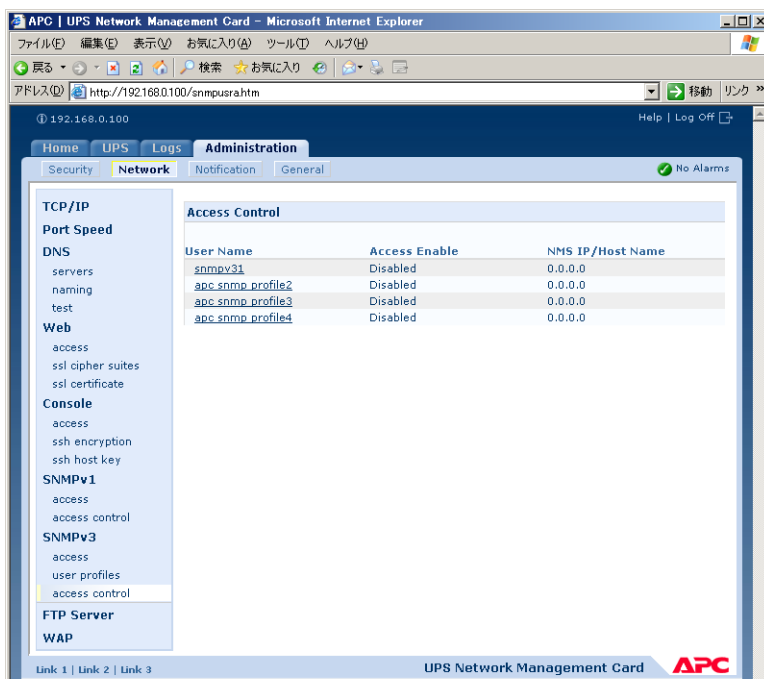 APC | UPS Network Management Card - Microsoft Internet Explorer
ファイル(F) 編集(E) 表示(V) お気に入り(A) ツール(T) ヘルプ(H)
戻る 検索 お気に入り
アドレス(D) http://192.168.0.100/snmpusra.htm 移動 リンク »
192.168.0.100 Help | Log Off
Home UPS Logs Administration
Security Network Notification General No Alarms
TCP/IP
Port Speed
DNS
servers
naming
test
Web
access
ssl cipher suites
ssl certificate
Console
access
ssh encryption
ssh host key
SNMPv1
access
access control
SNMPv3
access
user profiles
access control
FTP Server
WAP
Access Control
User Name Access Enable NMS IP/Host Name
snmpv31 Disabled 0.0.0.0
apc snmp profile2 Disabled 0.0.0.0
apc snmp profile3 Disabled 0.0.0.0
apc snmp profile4 Disabled 0.0.0.0
Link 1 | Link 2 | Link 3 UPS Network Management Card APC